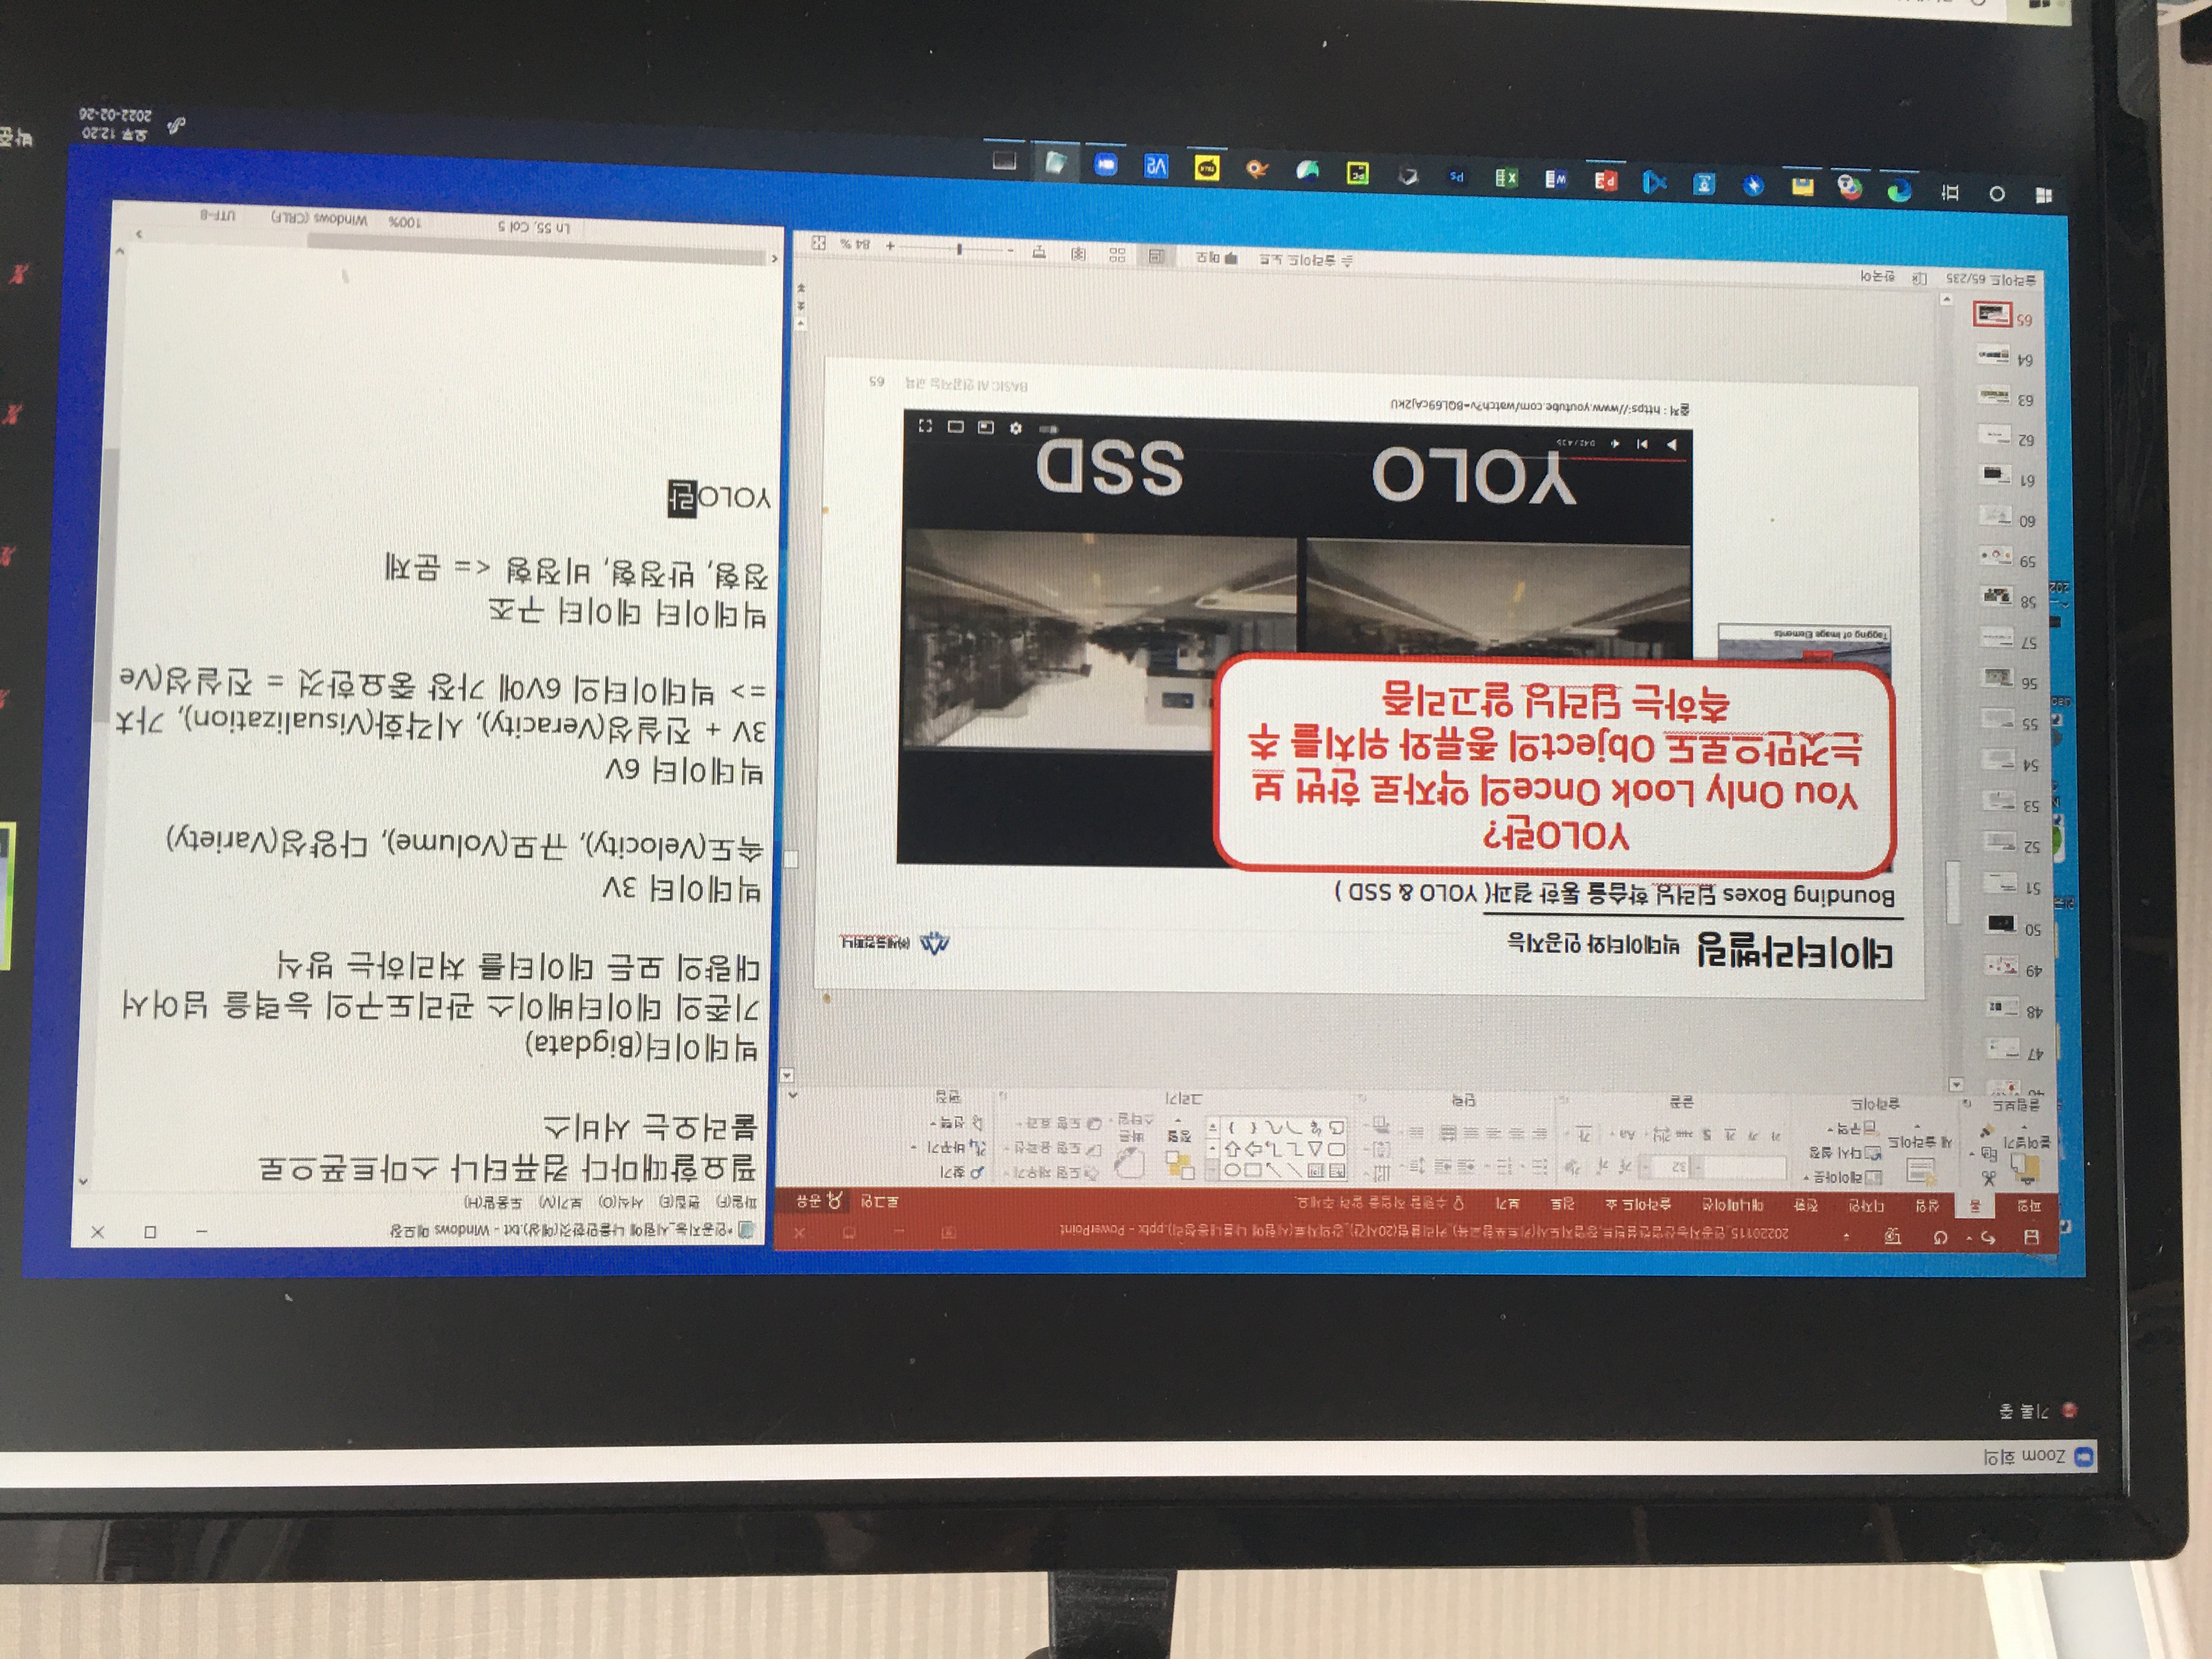 Zoom 회의
기록 중
20220115_인공지능산업컨설턴트,창업지도사(키트포함교육)_커리큘럼(20시간)_강의자료(시험에 나올내용정리).pptx - PowerPoint
파일 홈 삽입 디자인 전환 애니메이션 슬라이드 쇼 검토 보기 수행할 작업을 알려 주세요. 로그인 공유
붙여넣기
새 슬라이드
레이아웃
다시 설정
구역
32
정렬
빠른
스타일
도형 채우기
도형 윤곽선
도형 효과
찾기
바꾸기
선택
클립보드 슬라이드 글꼴 단락 그리기 편집
47
48
49
50
51
52
53
54
55
56
57
58
59
60
61
62
63
64
65
데이터라벨링 빅데이터와 인공지능
㈜세들컴퍼니
Bounding Boxes 딥러닝 학습을 통한 결과( YOLO & SSD )
YOLO란?
You Only Look Once의 약자로 한번 보
는것만으로도 Object의 종류와 위치를 추
측하는 딥러닝 알고리즘
Tagging of Image Elements
YOLO
SSD
0:42 / 4:35
출처 : https://www.youtube.com/watch?v=8QL69cAj2kU
BASIC AI 인공지능 교육 65
슬라이드 65/235 한국어
슬라이드 노트 메모 84 %
*인공지능_시험에 나올만한것(예상).txt - Windows 메모장
파일(F) 편집(E) 서식(O) 보기(V) 도움말(H)
필요할때마다 컴퓨터나 스마트폰으로
불러오는 서비스
빅데이터(Bigdata)
기존의 데이터베이스 관리도구의 능력을 넘어서
대량의 모든 데이터를 처리하는 방식
빅데이터 3V
속도(Velocity), 규모(Volume), 다양성(Variety)
빅데이터 6V
3V + 진실성(Veracity), 시각화(Visualization), 가치
=> 빅데이터의 6V에 가장 중요한것 = 진실성(Ve
빅데이터 데이터 구조
정형, 반정형, 비정형 <= 문제
YOLO란
Ln 55, Col 5 100% Windows (CRLF) UTF-8
오후 12:20
2022-02-26
박준